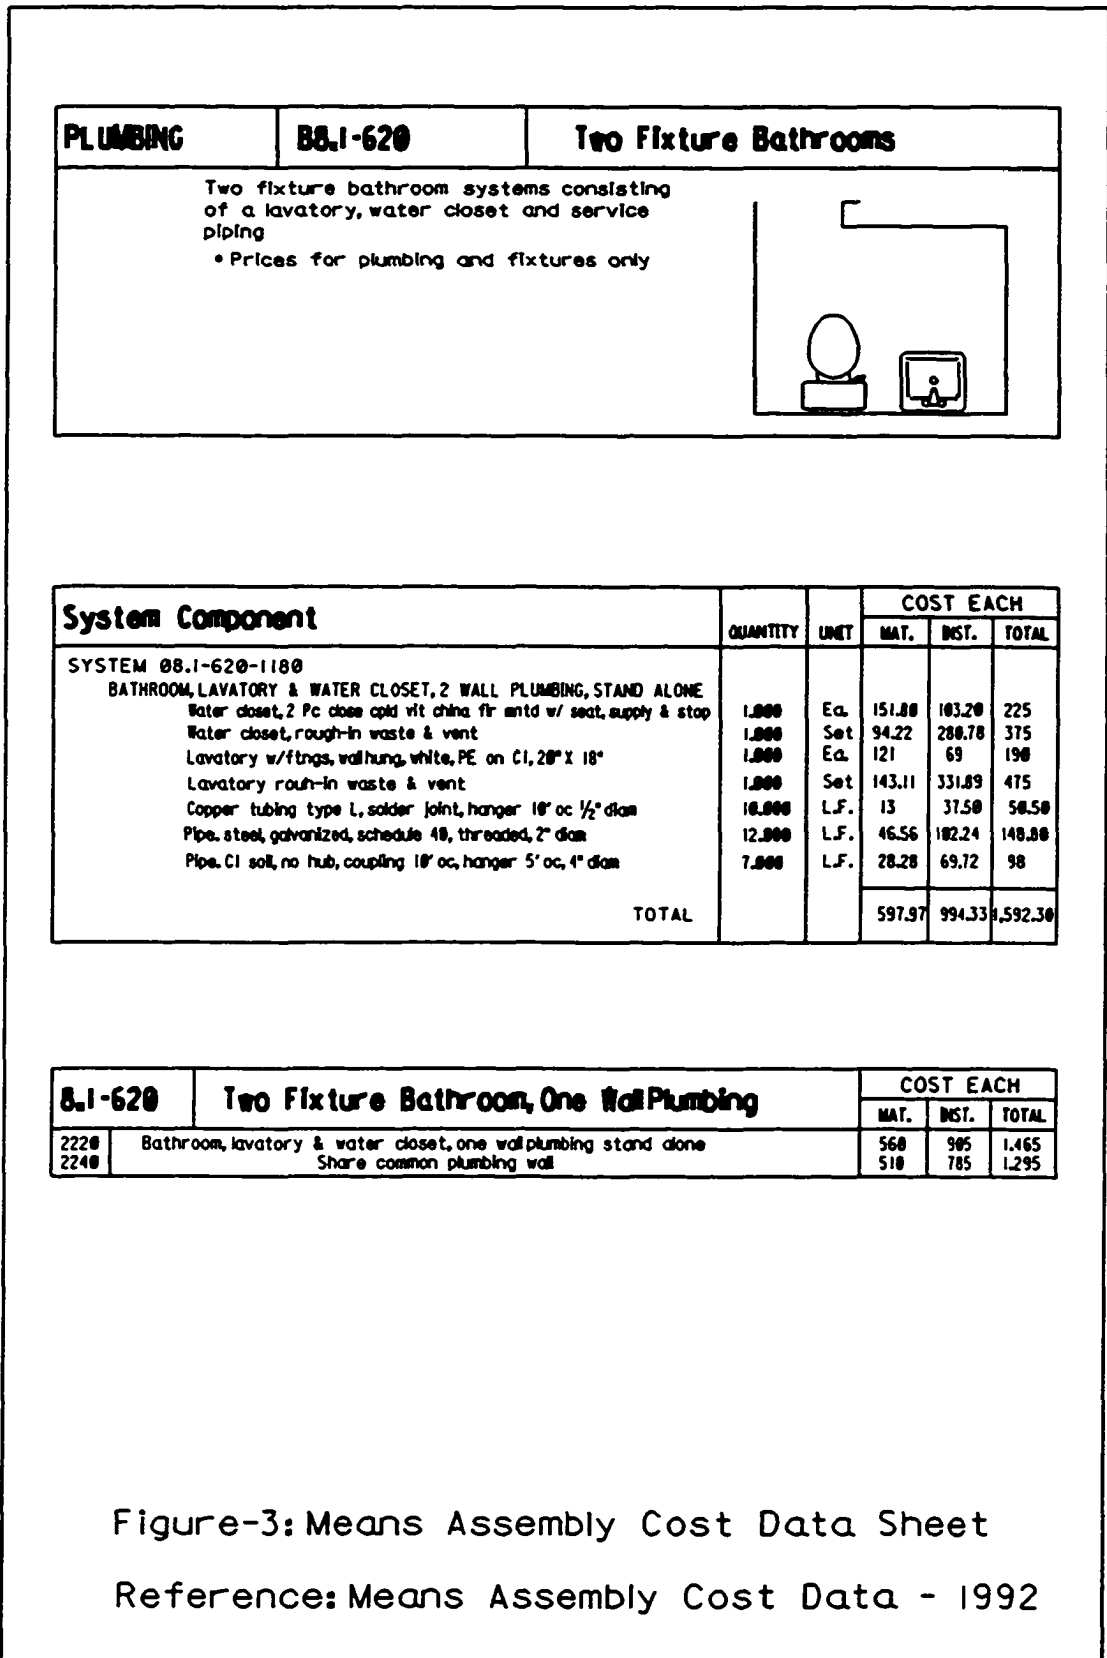 PLUMBING B8.1-620 Two Fixture Bathrooms
Two fixture bathroom systems consisting
of a lavatory, water closet and service
piping
• Prices for plumbing and fixtures only
System Component QUANTITY UNIT COST EACH
MAT. INST. TOTAL
SYSTEM 08.1-620-1180
BATHROOM, LAVATORY & WATER CLOSET, 2 WALL PLUMBING, STAND ALONE
Water closet, 2 Pc close cpld vit china flr mntd w/ seat, supply & stop 1.000 Ea. 151.80 103.20 225
Water closet, rough-in waste & vent 1.000 Set 94.22 280.78 375
Lavatory w/ftngs, wall hung, white, PE on CI, 20" X 18" 1.000 Ea. 121 69 190
Lavatory rouh-in waste & vent 1.000 Set 143.11 331.89 475
Copper tubing type L, solder joint, hanger 10' oc 1/2" diam 10.000 L.F. 13 37.50 50.50
Pipe, steel, galvanized, schedule 40, threaded, 2" diam 12.000 L.F. 46.56 102.24 148.80
Pipe. CI soil, no hub, coupling 10' oc, hanger 5' oc, 4" diam 7.000 L.F. 28.28 69.72 98
TOTAL 597.97 994.33 1,592.30
8.1-620 Two Fixture Bathroom, One Wall Plumbing COST EACH
MAT. INST. TOTAL
2220 Bathroom, lavatory & water closet, one wall plumbing stand alone 560 905 1.465
2240 Share common plumbing wall 510 785 1.295
Figure-3: Means Assembly Cost Data Sheet
Reference: Means Assembly Cost Data - 1992